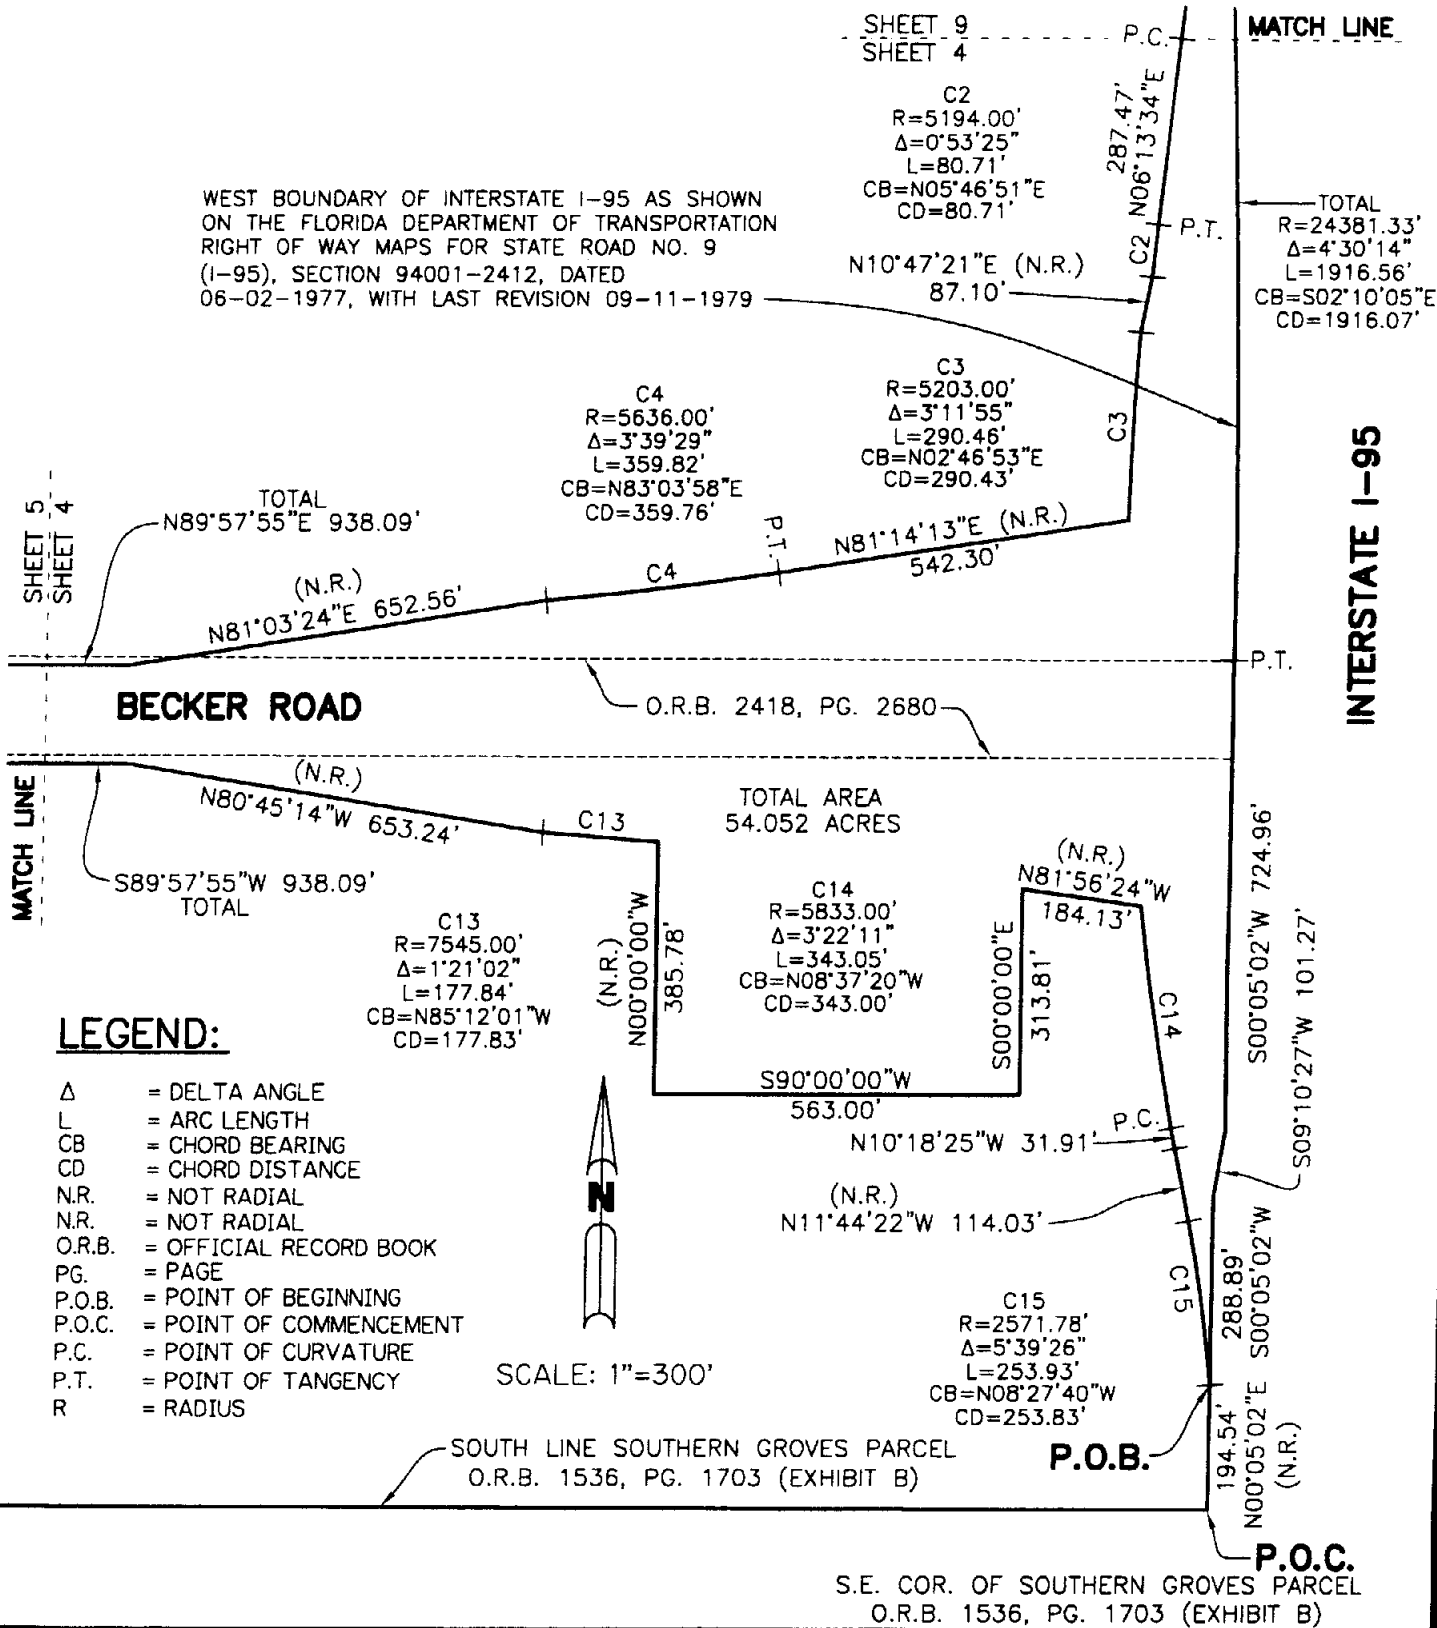 SHEET 9
SHEET 4
P.C.
MATCH LINE
C2
R=5194.00'
Δ=0°53'25"
L=80.71'
CB=N05°46'51"E
CD=80.71'
287.47'
N06°13'34"E
WEST BOUNDARY OF INTERSTATE I-95 AS SHOWN
ON THE FLORIDA DEPARTMENT OF TRANSPORTATION
RIGHT OF WAY MAPS FOR STATE ROAD NO. 9
(I-95), SECTION 94001-2412, DATED
06-02-1977, WITH LAST REVISION 09-11-1979
TOTAL
R=24381.33'
Δ=4°30'14"
L=1916.56'
CB=S02°10'05"E
CD=1916.07'
P.T.
C2
N10°47'21"E (N.R.)
87.10'
C3
R=5203.00'
Δ=3°11'55"
L=290.46'
CB=N02°46'53"E
CD=290.43'
C3
C4
R=5636.00'
Δ=3°39'29"
L=359.82'
CB=N83°03'58"E
CD=359.76'
INTERSTATE I-95
SHEET 5
SHEET 4
TOTAL
N89°57'55"E 938.09'
P.T.
N81°14'13"E (N.R.)
542.30'
C4
(N.R.)
N81°03'24"E 652.56'
P.T.
BECKER ROAD
O.R.B. 2418, PG. 2680
MATCH LINE
(N.R.)
N80°45'14"W 653.24'
C13
TOTAL AREA
54.052 ACRES
S89°57'55"W 938.09'
TOTAL
C13
R=7545.00'
Δ=1°21'02"
L=177.84'
CB=N85°12'01"W
CD=177.83'
(N.R.)
N00°00'00"W
385.78'
C14
R=5833.00'
Δ=3°22'11"
L=343.05'
CB=N08°37'20"W
CD=343.00'
(N.R.)
N81°56'24"W
184.13'
S00°00'00"E
313.81'
C14
S00°05'02"W 724.96'
S09°10'27"W 101.27'
S90°00'00"W
563.00'
P.C.
N10°18'25"W 31.91'
(N.R.)
N11°44'22"W 114.03'
C15
288.89'
S00°05'02"W
LEGEND:
Δ = DELTA ANGLE
L = ARC LENGTH
CB = CHORD BEARING
CD = CHORD DISTANCE
N.R. = NOT RADIAL
N.R. = NOT RADIAL
O.R.B. = OFFICIAL RECORD BOOK
PG. = PAGE
P.O.B. = POINT OF BEGINNING
P.O.C. = POINT OF COMMENCEMENT
P.C. = POINT OF CURVATURE
P.T. = POINT OF TANGENCY
R = RADIUS
N
SCALE: 1"=300'
C15
R=2571.78'
Δ=5°39'26"
L=253.93'
CB=N08°27'40"W
CD=253.83'
P.O.B.
194.54'
N00°05'02"E
(N.R.)
SOUTH LINE SOUTHERN GROVES PARCEL
O.R.B. 1536, PG. 1703 (EXHIBIT B)
P.O.C.
S.E. COR. OF SOUTHERN GROVES PARCEL
O.R.B. 1536, PG. 1703 (EXHIBIT B)